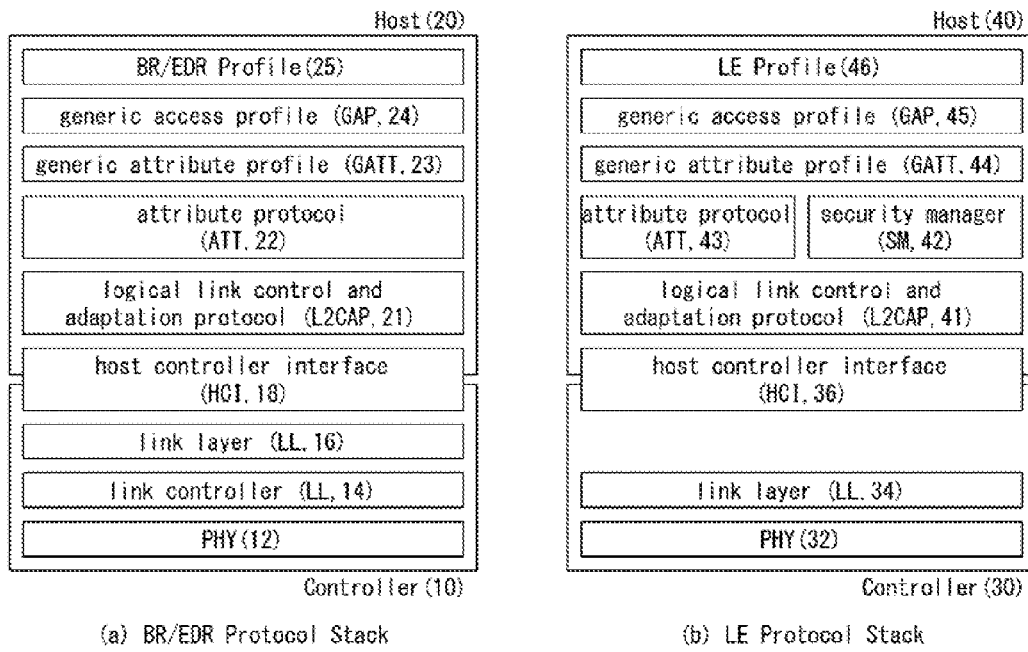 Host(20)
BR/EDR Profile(25)
generic access profile (GAP, 24)
generic attribute profile (GATT, 23)
attribute protocol
(ATT, 22)
logical link control and
adaptation protocol (L2CAP, 21)
host controller interface
(HCI, 18)
link layer (LL, 16)
link controller (LL, 14)
PHY(12)
Controller(10)
(a) BR/EDR Protocol Stack
Host(40)
LE Profile(46)
generic access profile (GAP, 45)
generic attribute profile (GATT, 44)
attribute protocol
(ATT, 43)
security manager
(SM, 42)
logical link control and
adaptation protocol (L2CAP, 41)
host controller interface
(HCI, 36)
link layer (LL. 34)
PHY(32)
Controller(30)
(b) LE Protocol Stack